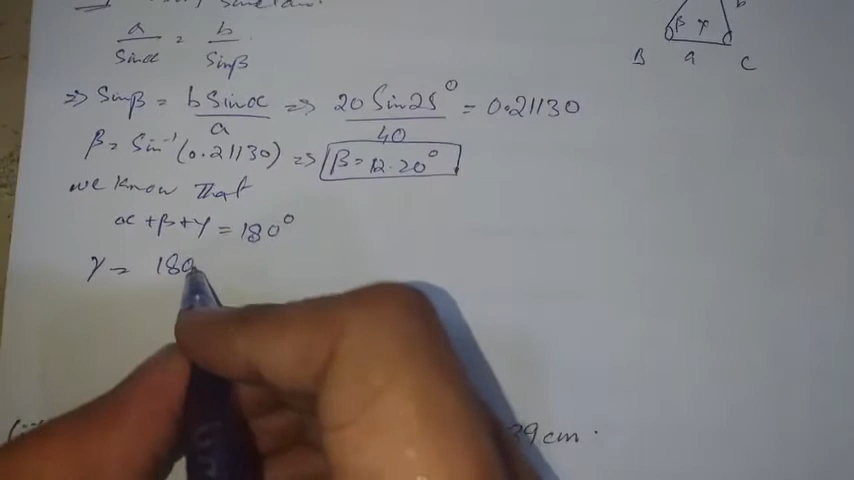 a/Sinα = b/Sinβ
=> Sinβ = b Sinα/a => 20 Sin25°/40 = 0.21130
β = Sin⁻¹(0.21130) => β = 12.20°
we know That
α + β + γ = 180°
γ = 180
39 cm .
b
β γ
B a C